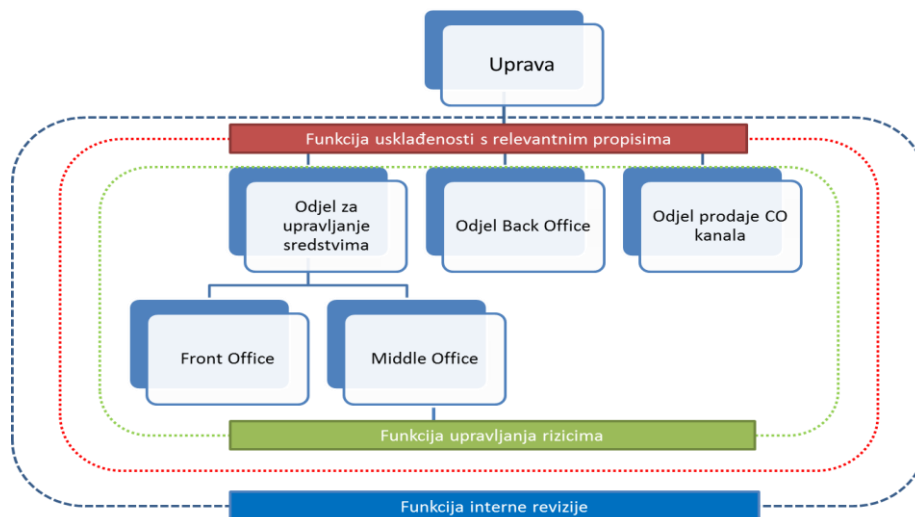 Uprava
Funkcija usklađenosti s relevantnim propisima
Odjel za
upravljanje
sredstvima
Odjel Back Office
Odjel prodaje CO
kanala
Front Office
Middle Office
Funkcija upravljanja rizicima
Funkcija interne revizije